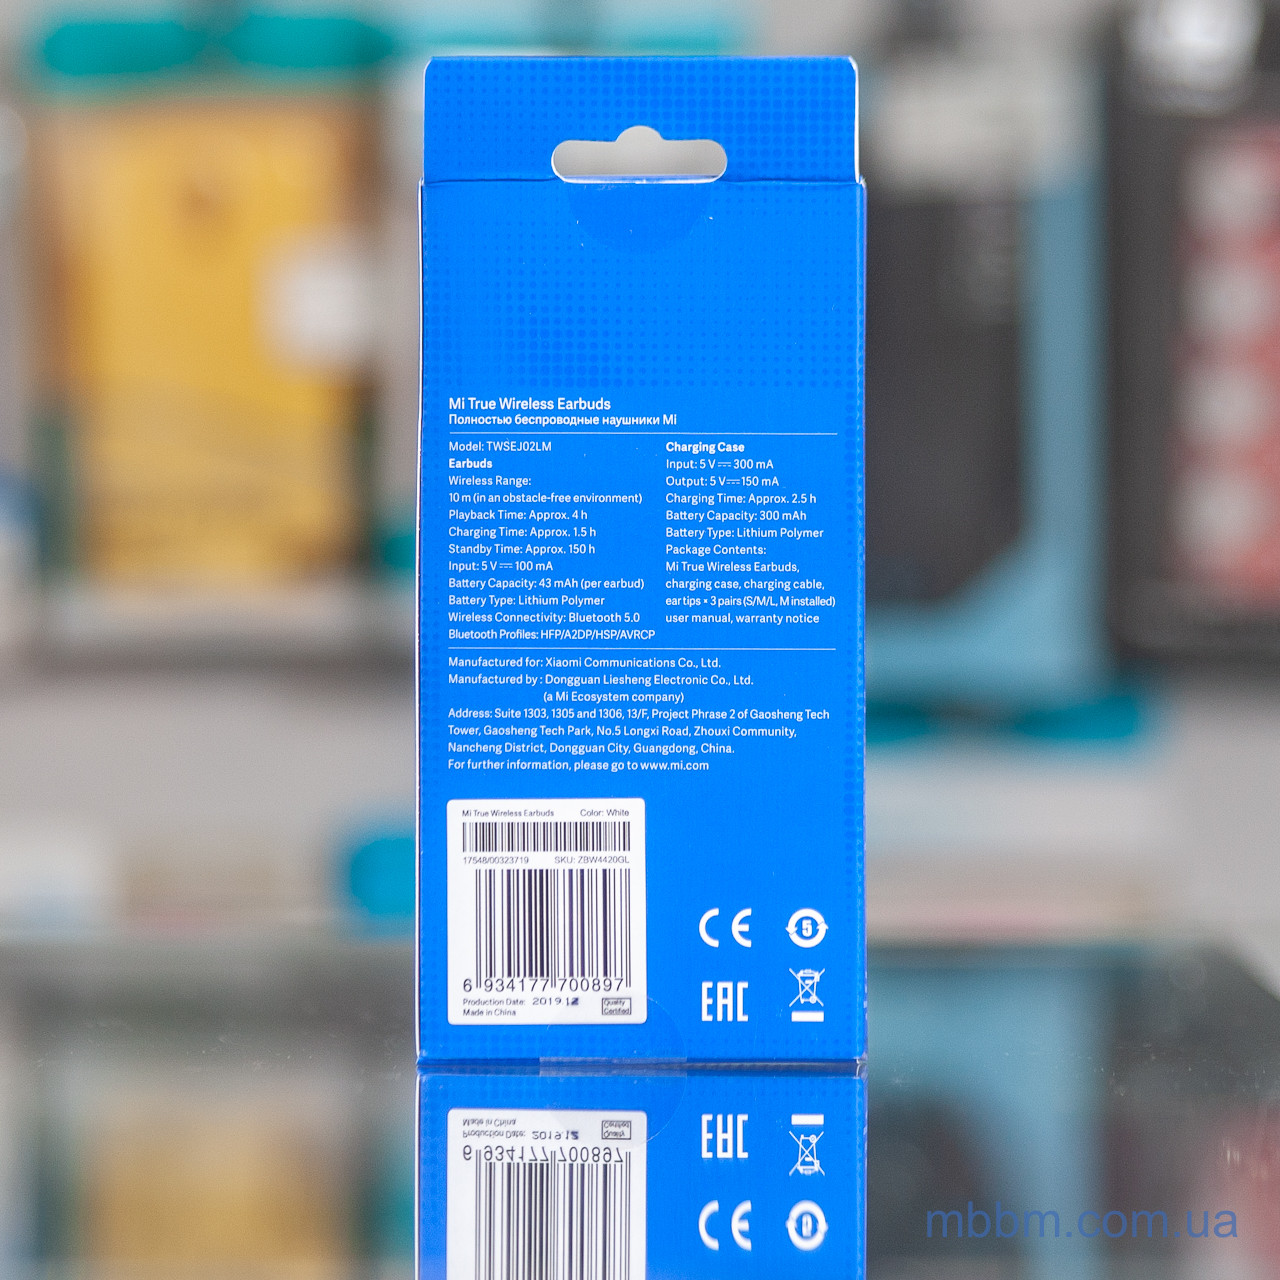 Mi True Wireless Earbuds
Полностью беспроводные наушники Mi
Model: TWSEJ02LM
Earbuds
Wireless Range:
10 m (in an obstacle-free environment)
Playback Time: Approx. 4 h
Charging Time: Approx. 1.5 h
Standby Time: Approx. 150 h
Input: 5 V⎓100 mA
Battery Capacity: 43 mAh (per earbud)
Battery Type: Lithium Polymer
Wireless Connectivity: Bluetooth 5.0
Bluetooth Profiles: HFP/A2DP/HSP/AVRCP
Charging Case
Input: 5 V⎓300 mA
Output: 5 V⎓150 mA
Charging Time: Approx. 2.5 h
Battery Capacity: 300 mAh
Battery Type: Lithium Polymer
Package Contents:
Mi True Wireless Earbuds,
charging case, charging cable,
ear tips × 3 pairs (S/M/L, M installed)
user manual, warranty notice
Manufactured for: Xiaomi Communications Co., Ltd.
Manufactured by : Dongguan Liesheng Electronic Co., Ltd.
(a Mi Ecosystem company)
Address: Suite 1303, 1305 and 1306, 13/F, Project Phrase 2 of Gaosheng Tech
Tower, Gaosheng Tech Park, No.5 Longxi Road, Zhouxi Community,
Nancheng District, Dongguan City, Guangdong, China.
For further information, please go to www.mi.com
Mi True Wireless Earbuds Color: White
17548/00323719 SKU: ZBW4420GL
6 934177 700897
Production Date: 2019.12
Made in China
Quality
Certified
CE
5
EAC
mbbm.com.ua